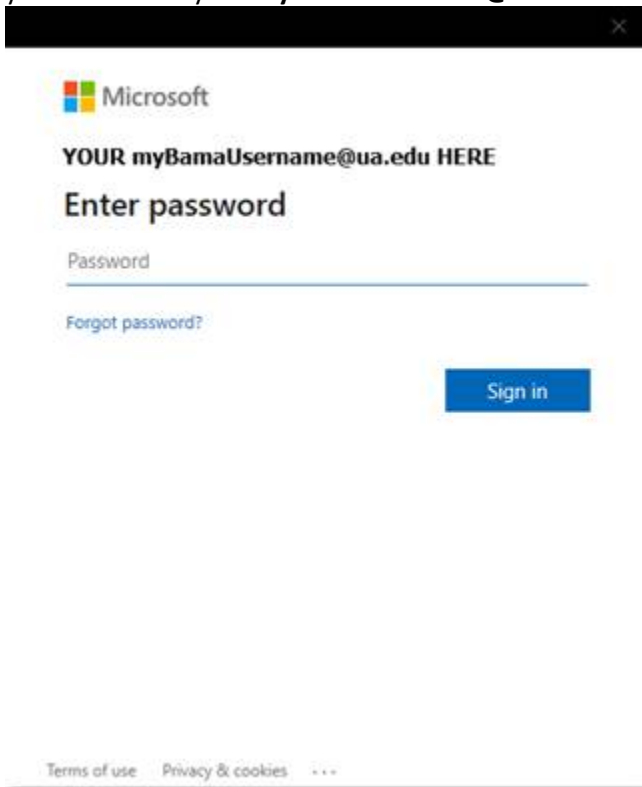 Microsoft
YOUR myBamaUsername@ua.edu HERE
Enter password
Password
Forgot password?
Sign in
Terms of use Privacy & cookies ...